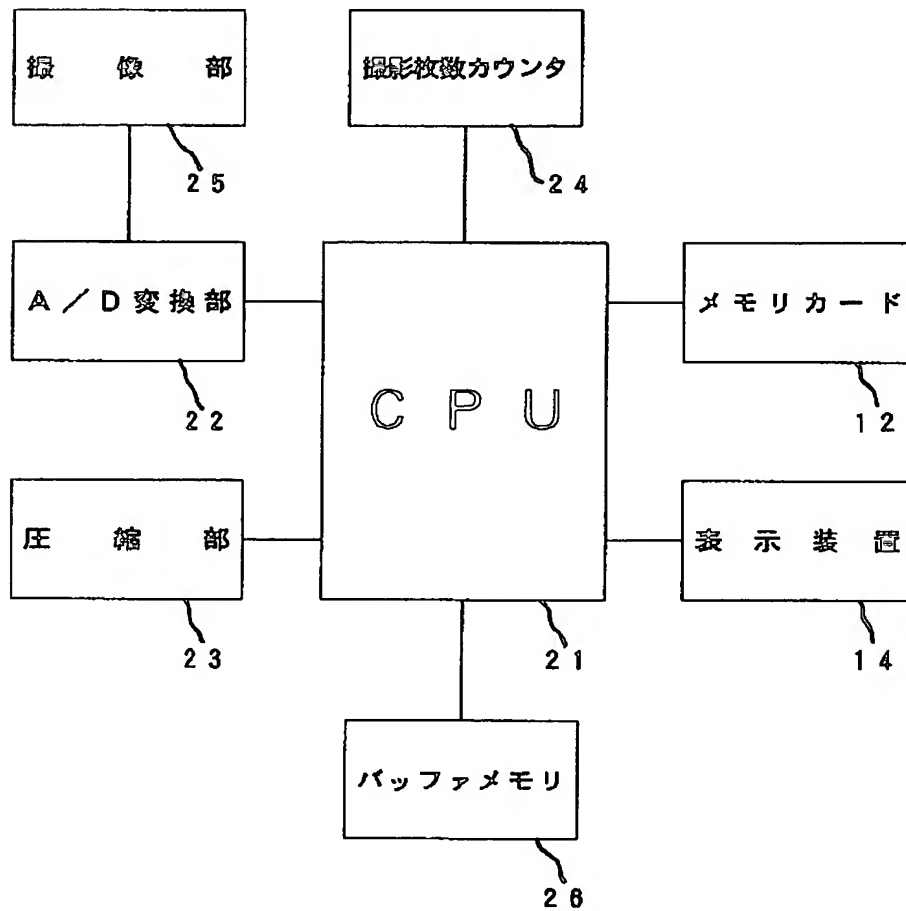 撮像部
撮影枚数カウンタ
25
24
A/D変換部
メモリカード
CPU
22
12
圧縮部
表示装置
23
21
14
バッファメモリ
26